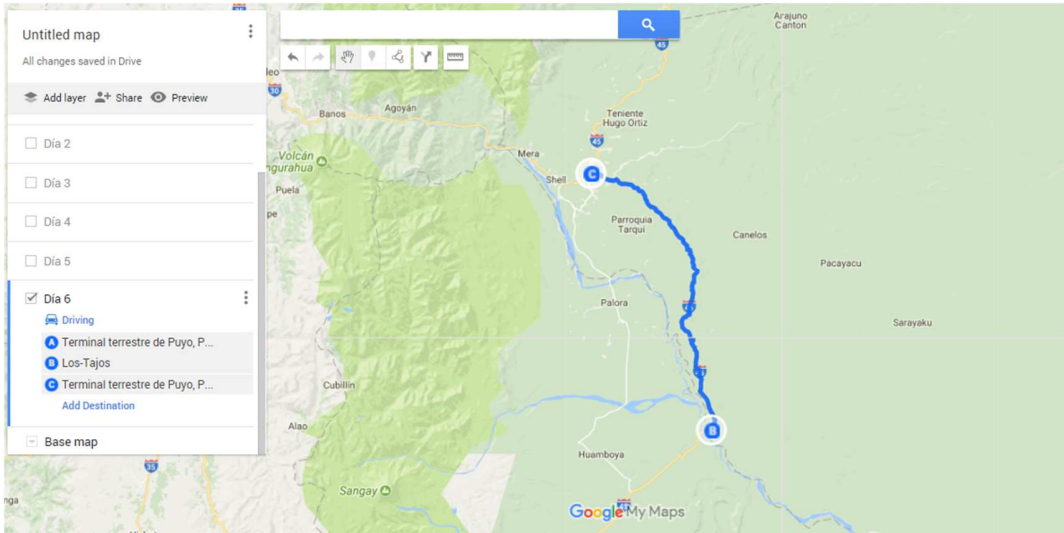 Untitled map
All changes saved in Drive
Add layer Share Preview
Día 2
Día 3
Día 4
Día 5
Día 6
Driving
A Terminal terrestre de Puyo, P...
B Los-Tajos
C Terminal terrestre de Puyo, P...
Add Destination
Base map
Arajuno
Canton
45
30
Banos
Agoyán
Teniente
Hugo Ortiz
45
Mera
Volcán
ngurahua
Shell
C
Puela
Parroquia
Tarqui
Canelos
Pacayacu
Palora
Sarayaku
Cubillín
Alao
B
Huamboya
35
Sangay
Google My Maps